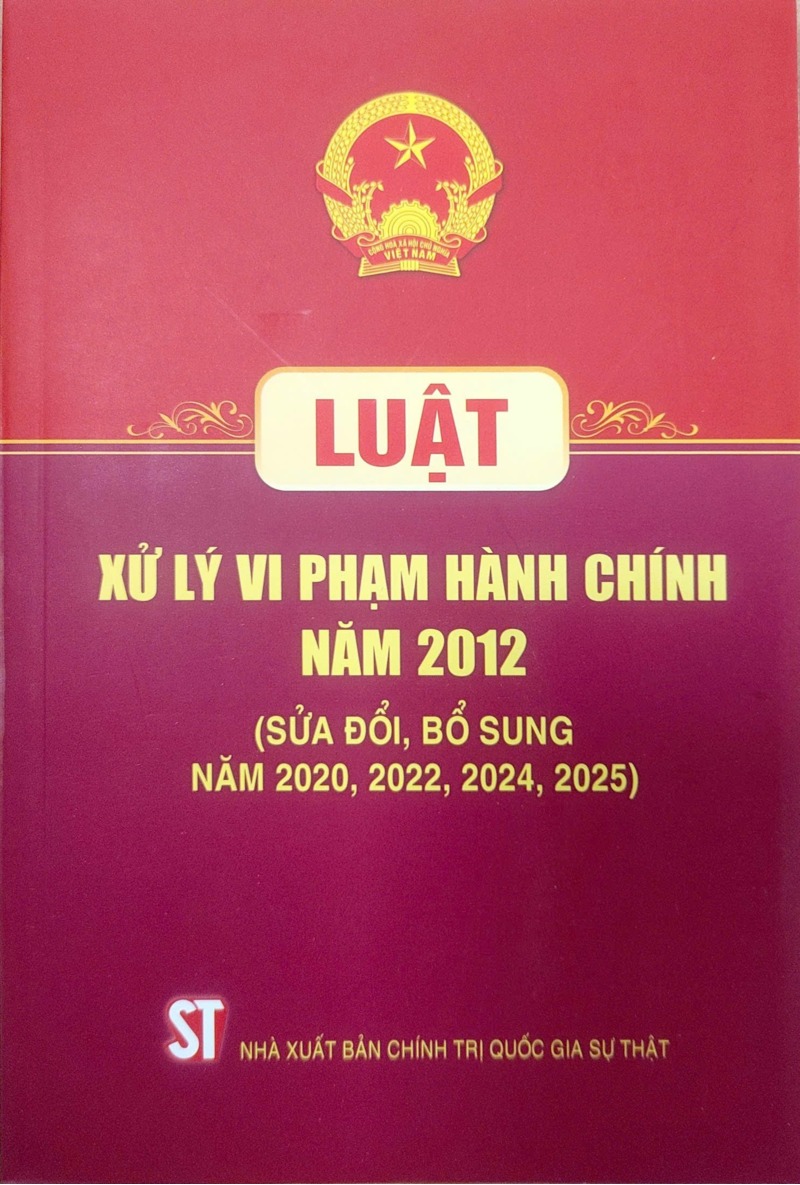 CỘNG HÒA XÃ HỘI CHỦ NGHĨA
VIỆT NAM
LUẬT
XỬ LÝ VI PHẠM HÀNH CHÍNH
NĂM 2012
(SỬA ĐỔI, BỔ SUNG
NĂM 2020, 2022, 2024, 2025)
ST
NHÀ XUẤT BẢN CHÍNH TRỊ QUỐC GIA SỰ THẬT